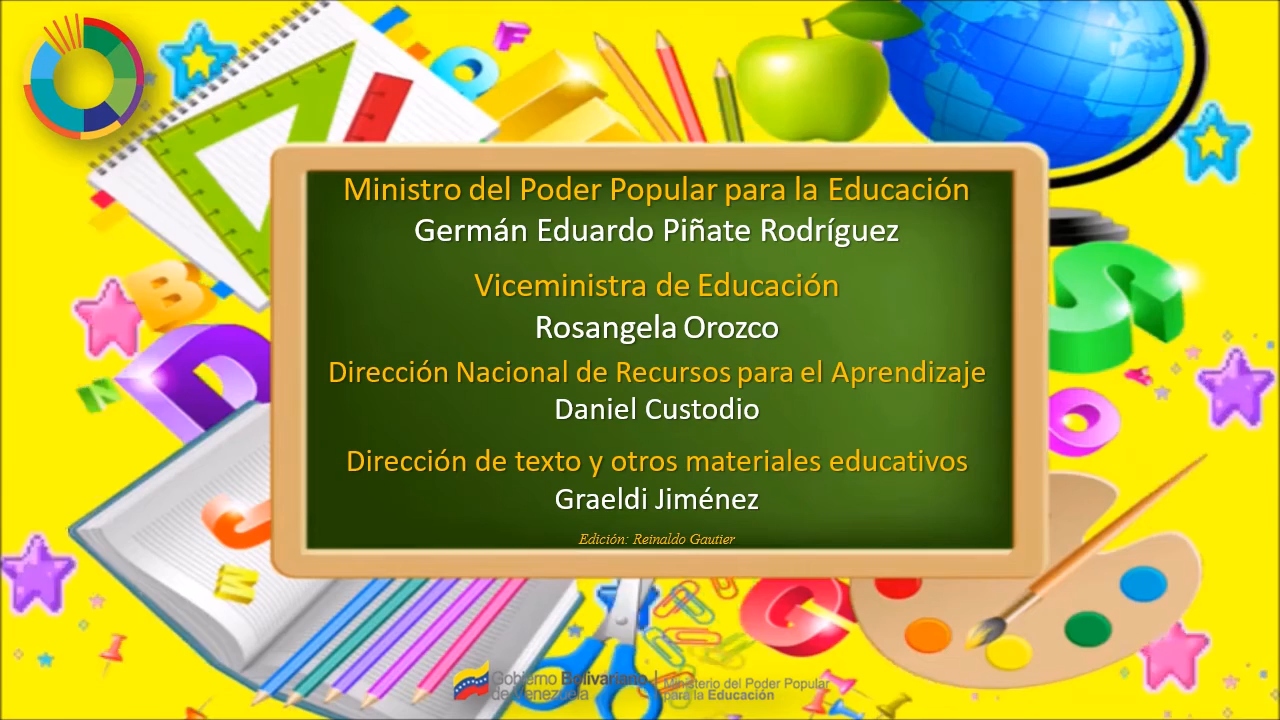 Ministro del Poder Popular para la Educación
Germán Eduardo Piñate Rodríguez
Viceministra de Educación
Rosangela Orozco
Dirección Nacional de Recursos para el Aprendizaje
Daniel Custodio
Dirección de texto y otros materiales educativos
Graeldi Jiménez
Edición: Reinaldo Gautier
Gobierno Bolivariano
de Venezuela
Ministerio del Poder Popular
para la Educación